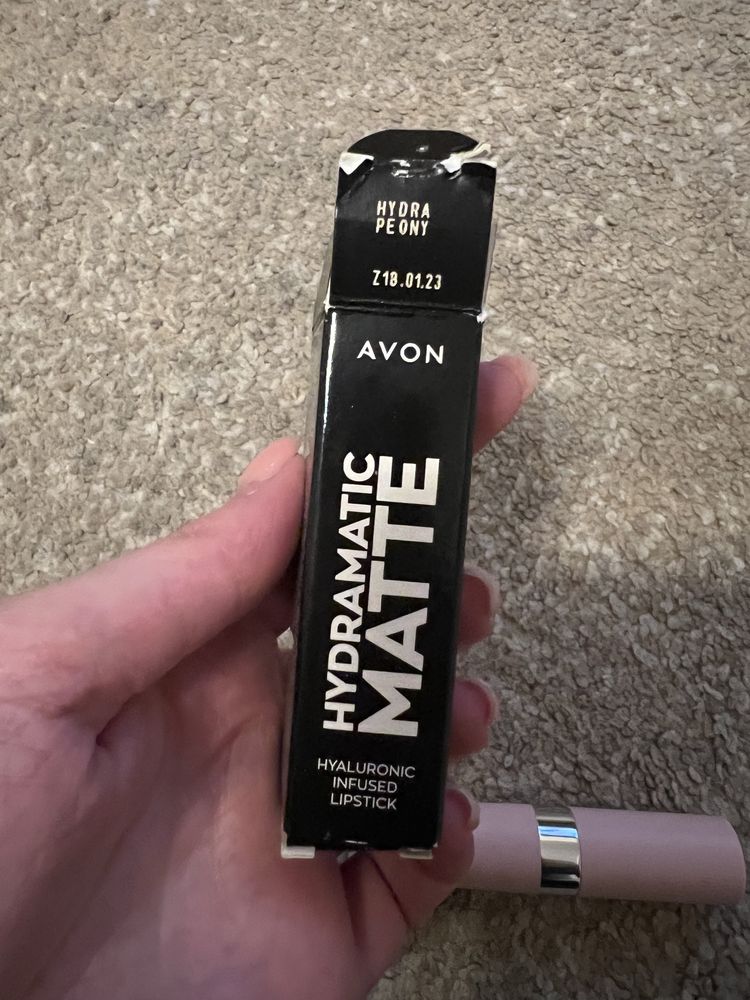 HYDRA
PEONY
Z18.01.23
AVON
HYDRAMATIC
MATTE
HYALURONIC
INFUSED
LIPSTICK